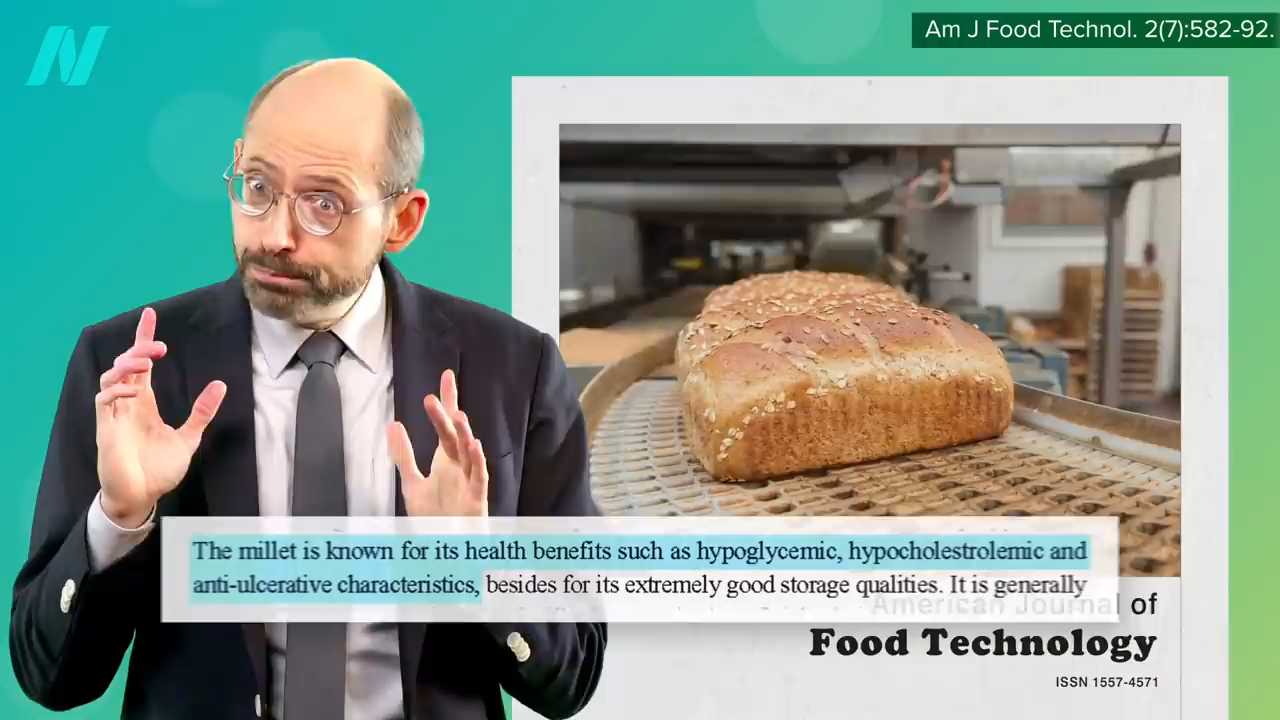 Am J Food Technol. 2(7):582-92.
The millet is known for its health benefits such as hypoglycemic, hypocholestrolemic and
anti-ulcerative characteristics, besides for its extremely good storage qualities. It is generally
American Journal of
Food Technology
ISSN 1557-4571